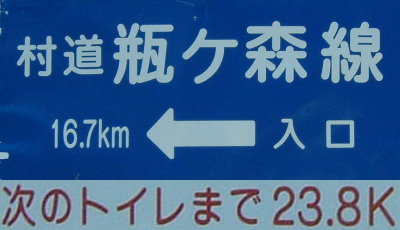 村道瓶ケ森線
16.7km ← 入口
次のトイレまで23.8K